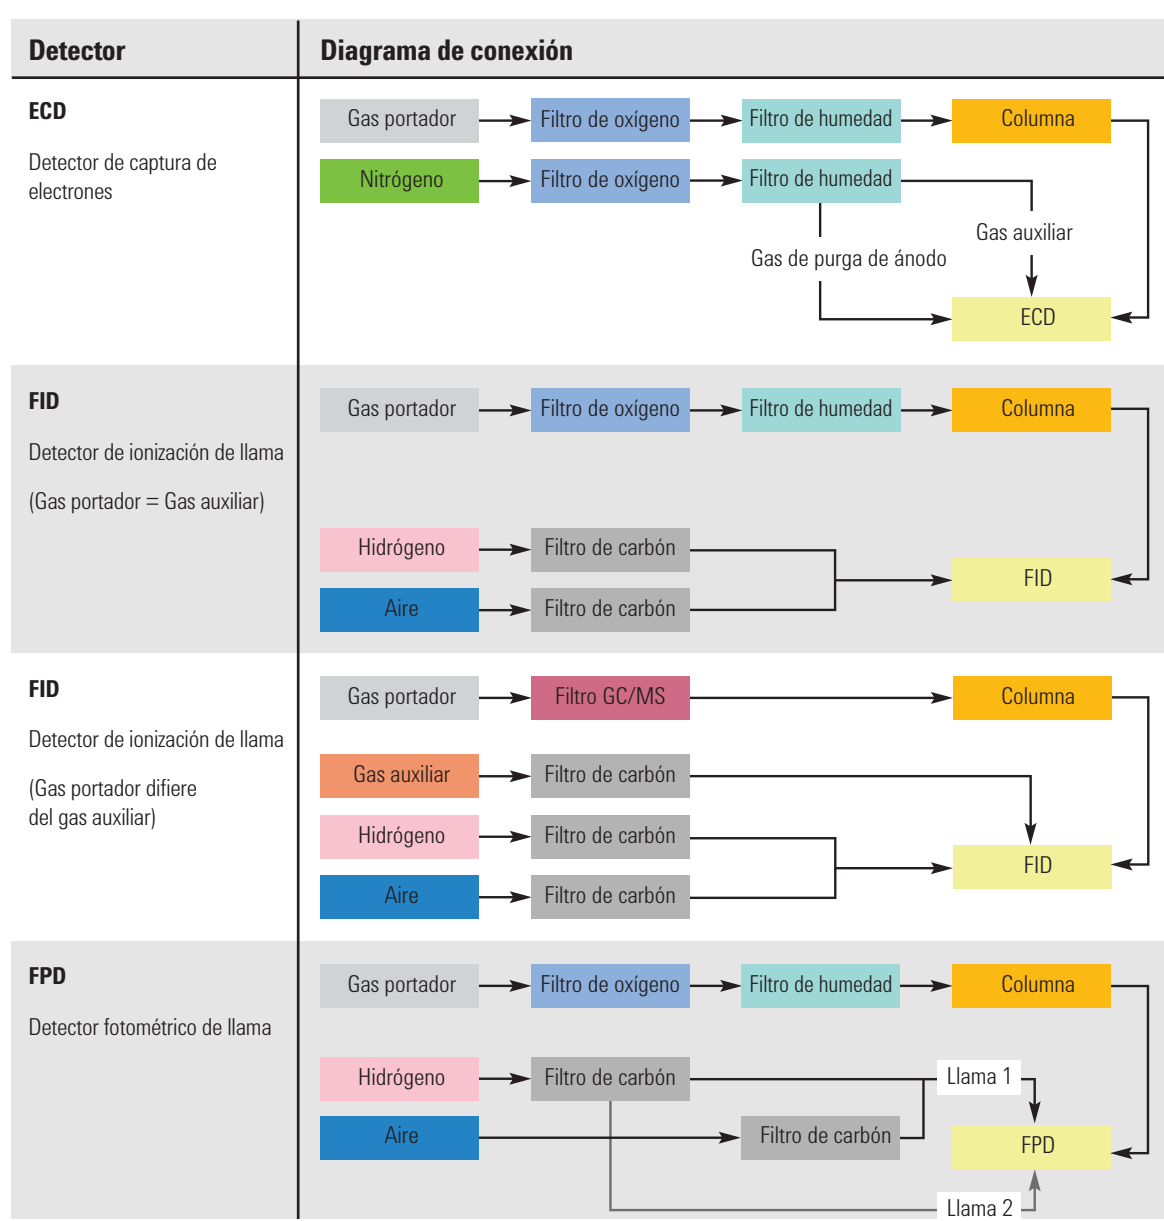 Detector
Diagrama de conexión
ECD
Detector de captura de
electrones
Gas portador
Filtro de oxígeno
Filtro de humedad
Columna
Nitrógeno
Filtro de oxígeno
Filtro de humedad
Gas auxiliar
Gas de purga de ánodo
ECD
FID
Detector de ionización de llama
(Gas portador = Gas auxiliar)
Gas portador
Filtro de oxígeno
Filtro de humedad
Columna
Hidrógeno
Filtro de carbón
FID
Aire
Filtro de carbón
FID
Detector de ionización de llama
(Gas portador difiere
del gas auxiliar)
Gas portador
Filtro GC/MS
Columna
Gas auxiliar
Filtro de carbón
Hidrógeno
Filtro de carbón
FID
Aire
Filtro de carbón
FPD
Detector fotométrico de llama
Gas portador
Filtro de oxígeno
Filtro de humedad
Columna
Hidrógeno
Filtro de carbón
Llama 1
Aire
Filtro de carbón
FPD
Llama 2